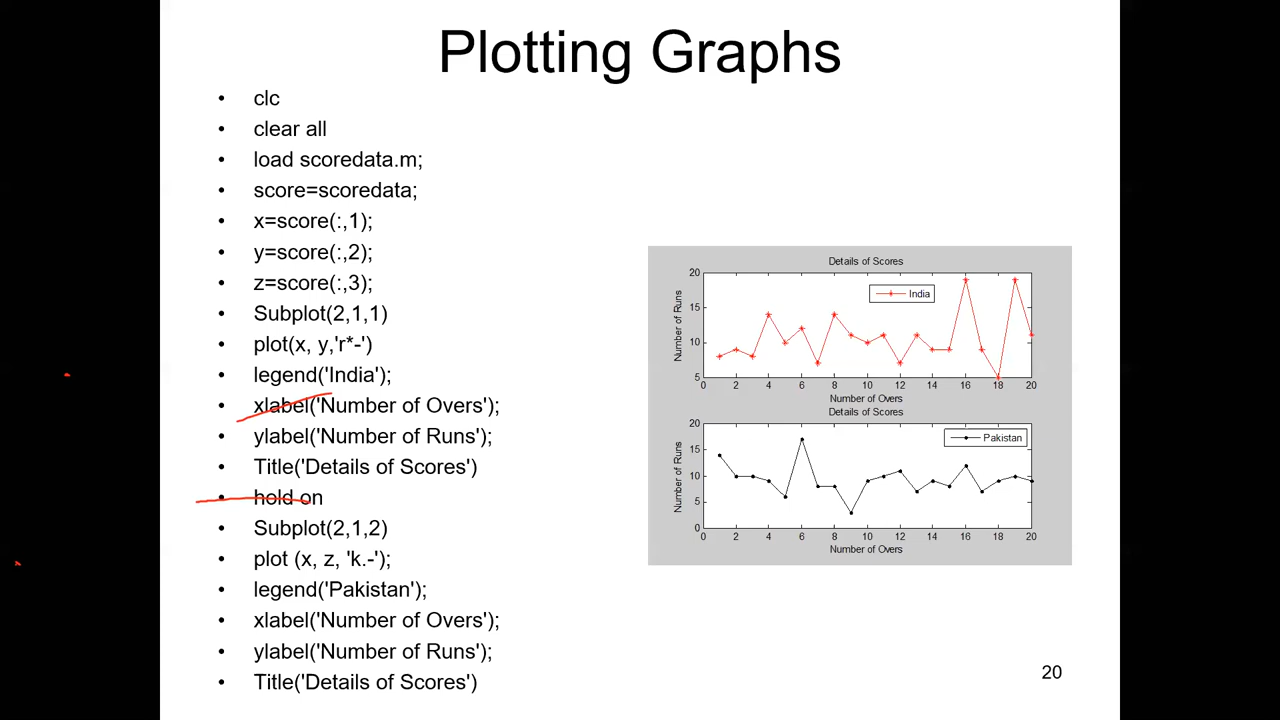 Plotting Graphs
• clc
• clear all
• load scoredata.m;
• score=scoredata;
• x=score(:,1);
• y=score(:,2);
• z=score(:,3);
• Subplot(2,1,1)
• plot(x, y,'r*-')
• legend('India');
• xlabel('Number of Overs');
• ylabel('Number of Runs');
• Title('Details of Scores')
• hold on
• Subplot(2,1,2)
• plot (x, z, 'k.-');
• legend('Pakistan');
• xlabel('Number of Overs');
• ylabel('Number of Runs');
• Title('Details of Scores')
Details of Scores
Number of Runs
20
15
10
5
India
0 2 4 6 8 10 12 14 16 18 20
Number of Overs
Details of Scores
Number of Runs
20
15
10
5
0
Pakistan
0 2 4 6 8 10 12 14 16 18 20
Number of Overs
20